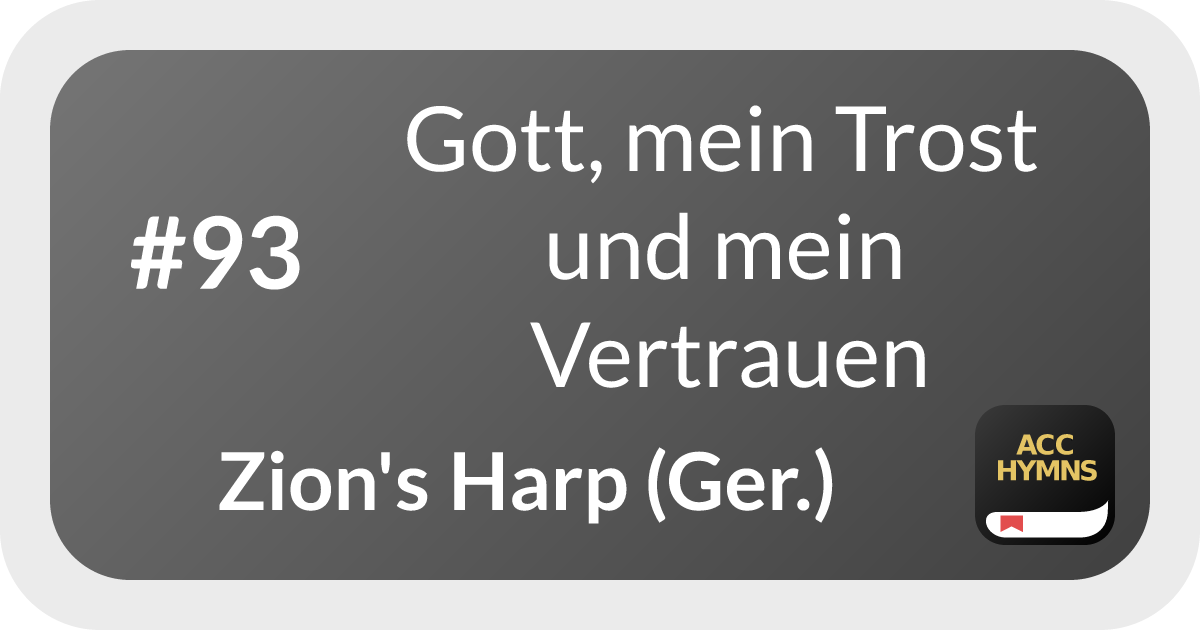 #93
Gott, mein Trost
und mein
Vertrauen
Zion's Harp (Ger.)
ACC
HYMNS